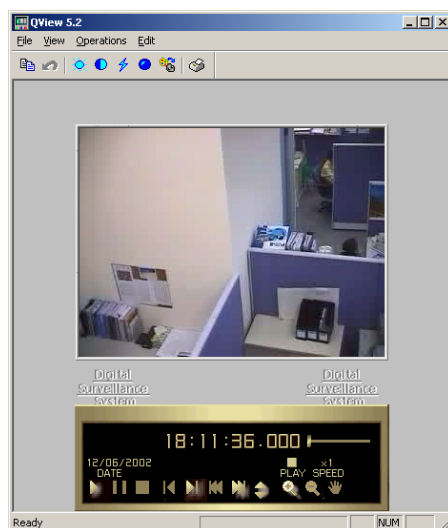 QView 5.2
File View Operations Edit
Digital
Surveillance
System
Digital
Surveillance
System
18:11:36.000
12/06/2002
DATE
PLAY
x1
SPEED
Ready
NUM